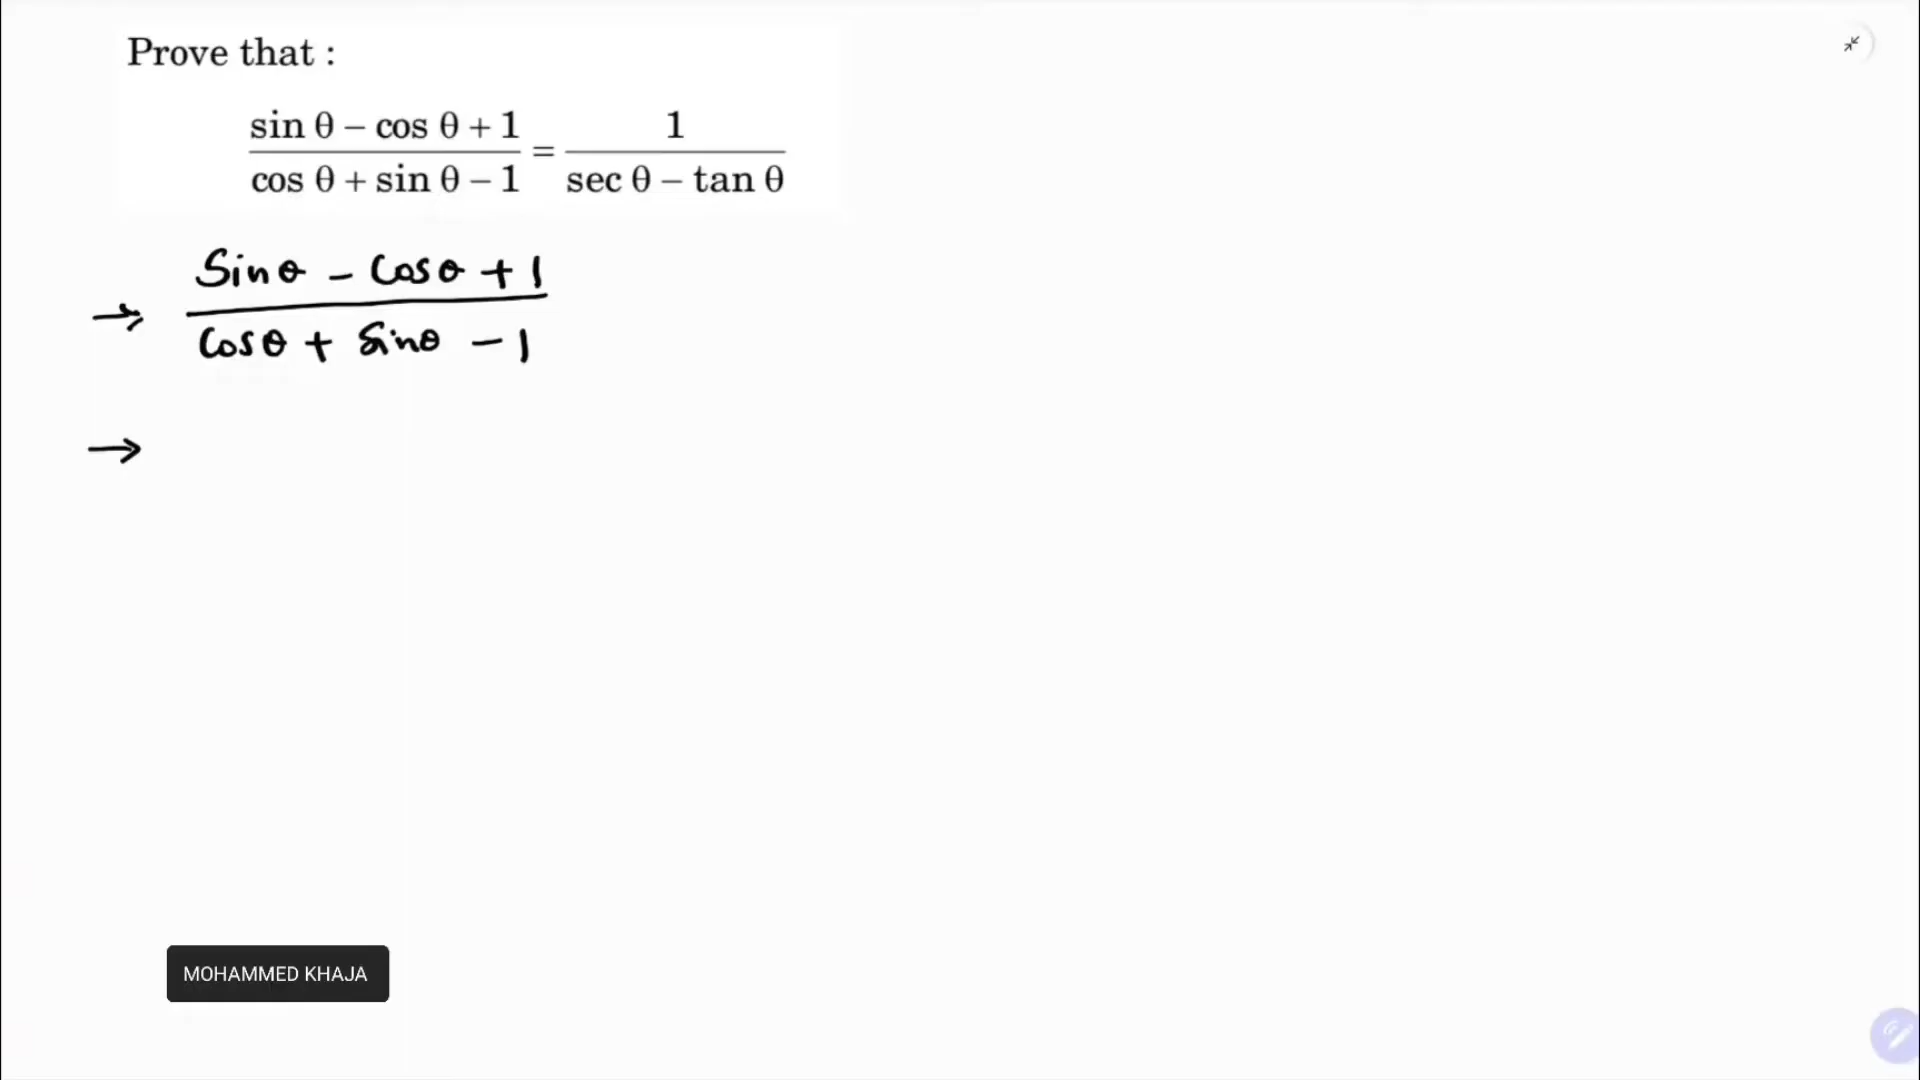 Prove that :
sin θ – cos θ + 1
cos θ + sin θ – 1
=
1
sec θ – tan θ
→ Sinθ - Cosθ + 1
Cosθ + Sinθ - 1
→
MOHAMMED KHAJA